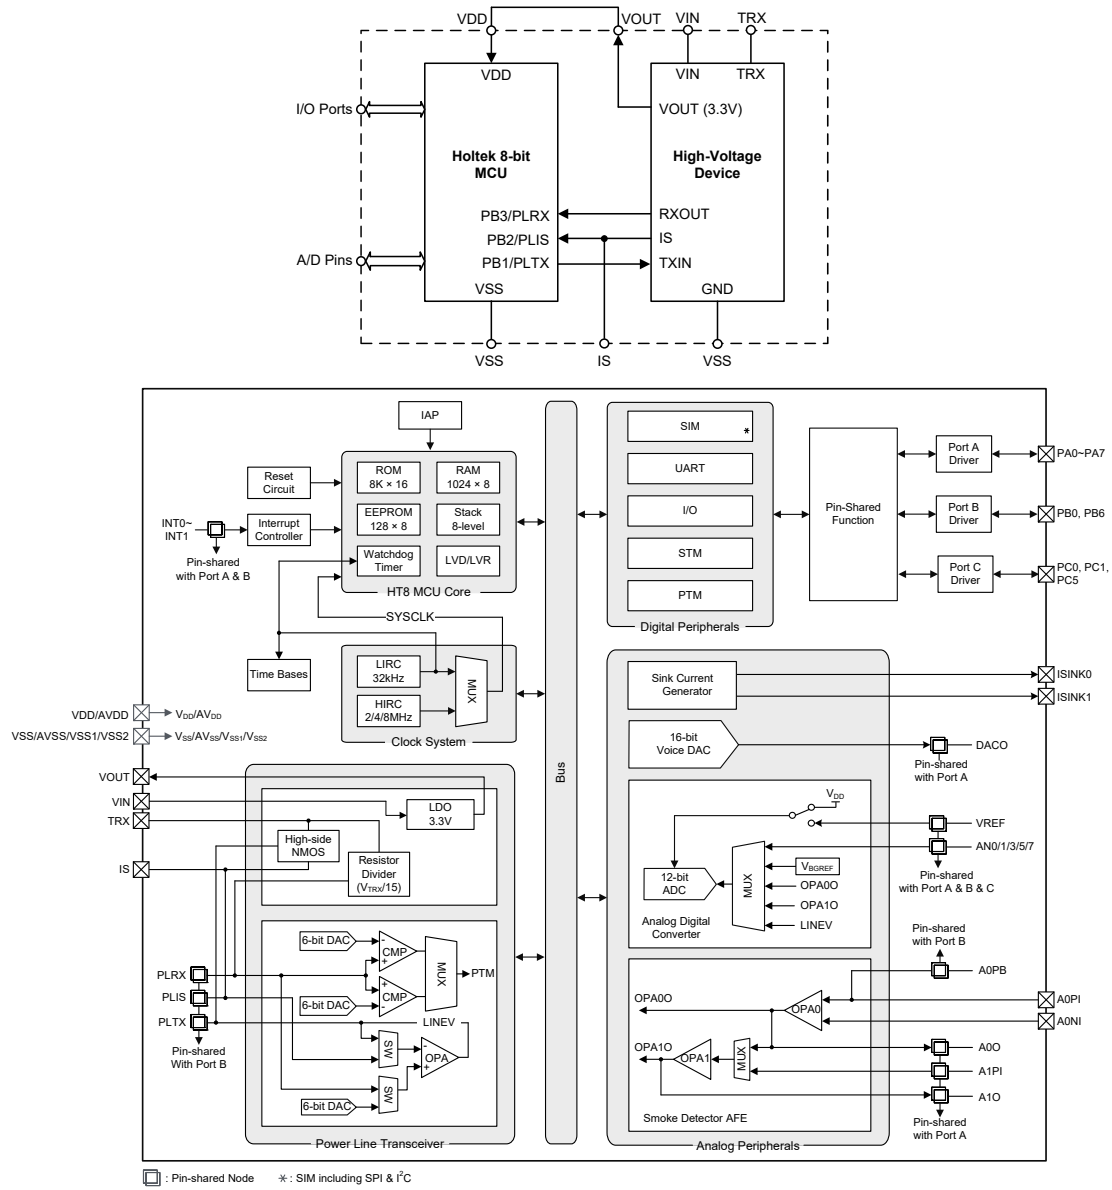 VDD
VOUT
VIN
TRX
VDD
VIN
TRX
I/O Ports
VOUT (3.3V)
Holtek 8-bit
MCU
High-Voltage
Device
PB3/PLRX
RXOUT
PB2/PLIS
IS
A/D Pins
PB1/PLTX
TXIN
VSS
GND
VSS
IS
VSS
IAP
Reset
Circuit
INT0~
INT1
Interrupt
Controller
Pin-shared
with Port A & B
ROM
8K × 16
RAM
1024 × 8
EEPROM
128 × 8
Stack
8-level
Watchdog
Timer
LVD/LVR
HT8 MCU Core
SYSCLK
Time Bases
LIRC
32kHz
HIRC
2/4/8MHz
MUX
Clock System
Bus
SIM
*
UART
I/O
STM
PTM
Digital Peripherals
Pin-Shared
Function
Port A
Driver
PA0~PA7
Port B
Driver
PB0, PB6
Port C
Driver
PC0, PC1,
PC5
VDD/AVDD
VDD/AVDD
VSS/AVSS/VSS1/VSS2
VSS/AVSS/VSS1/VSS2
VOUT
VIN
TRX
IS
LDO
3.3V
High-side
NMOS
Resistor
Divider
(VTRX/15)
6-bit DAC
-
+
CMP
+
-
CMP
6-bit DAC
MUX
PTM
PLRX
PLIS
PLTX
Pin-shared
With Port B
LINEV
SW
-
+
OPA
SW
6-bit DAC
Power Line Transceiver
Sink Current
Generator
ISINK0
ISINK1
16-bit
Voice DAC
DACO
Pin-shared
with Port A
VDD
VREF
AN0/1/3/5/7
Pin-shared
with Port A & B & C
12-bit
ADC
MUX
VBGREF
OPA0O
OPA1O
LINEV
Analog Digital
Converter
Pin-shared
with Port B
A0PB
OPA0O
OPA0
A0PI
A0NI
OPA1O
OPA1
MUX
A0O
A1PI
A1O
Pin-shared
with Port A
Smoke Detector AFE
Analog Peripherals
: Pin-shared Node
* : SIM including SPI & I²C